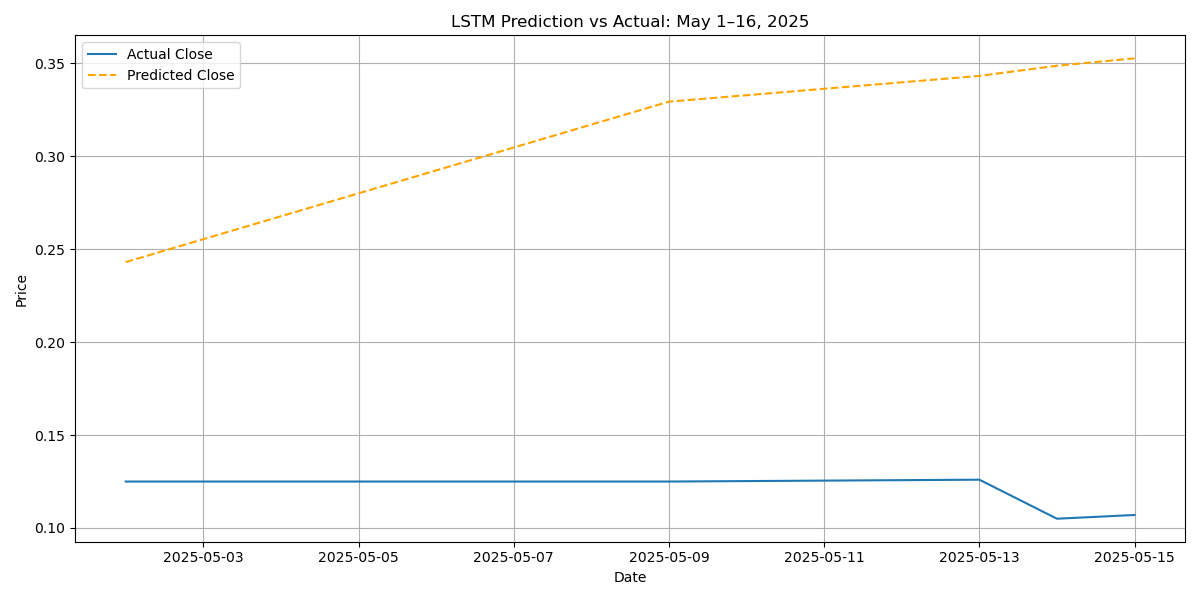 LSTM Prediction vs Actual: May 1–16, 2025
Actual Close
Predicted Close
Price
0.35
0.30
0.25
0.20
0.15
0.10
2025-05-03
2025-05-05
2025-05-07
2025-05-09
2025-05-11
2025-05-13
2025-05-15
Date